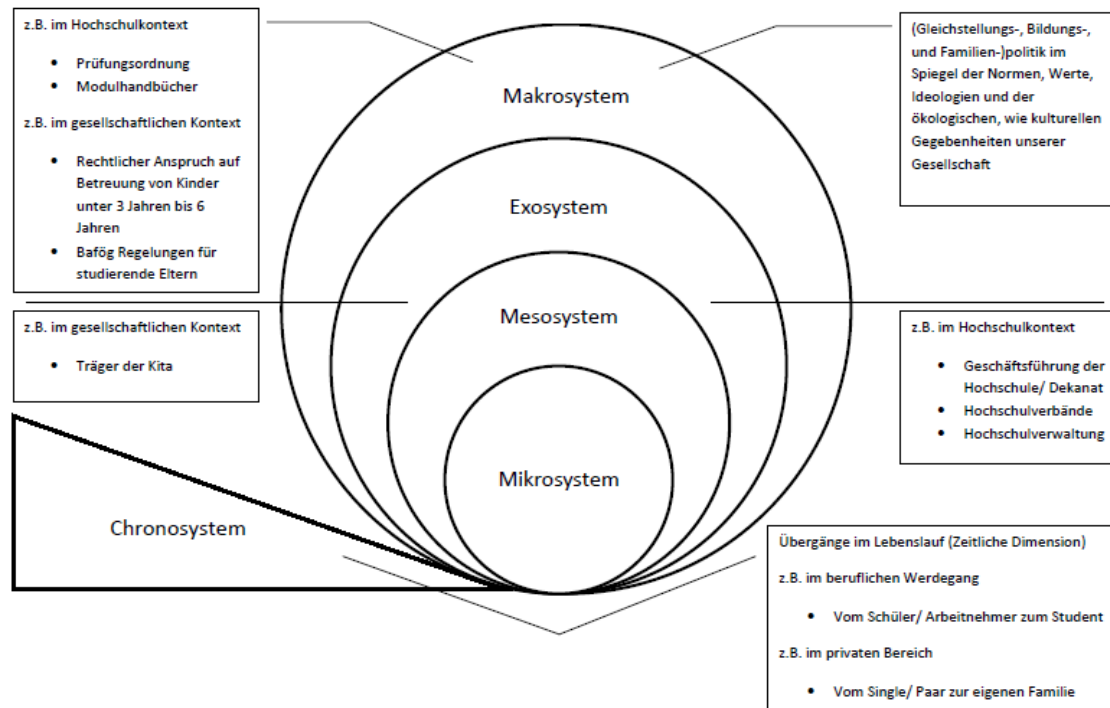 z.B. im Hochschulkontext
• Prüfungsordnung
• Modulhandbücher
z.B. im gesellschaftlichen Kontext
• Rechtlicher Anspruch auf
Betreuung von Kinder
unter 3 Jahren bis 6
Jahren
• Bafög Regelungen für
studierende Eltern
(Gleichstellungs-, Bildungs-,
und Familien-)politik im
Spiegel der Normen, Werte,
Ideologien und der
ökologischen, wie kulturellen
Gegebenheiten unserer
Gesellschaft
Makrosystem
Exosystem
Mesosystem
Mikrosystem
z.B. im gesellschaftlichen Kontext
• Träger der Kita
z.B. im Hochschulkontext
• Geschäftsführung der
Hochschule/ Dekanat
• Hochschulverbände
• Hochschulverwaltung
Chronosystem
Übergänge im Lebenslauf (Zeitliche Dimension)
z.B. im beruflichen Werdegang
• Vom Schüler/ Arbeitnehmer zum Student
z.B. im privaten Bereich
• Vom Single/ Paar zur eigenen Familie